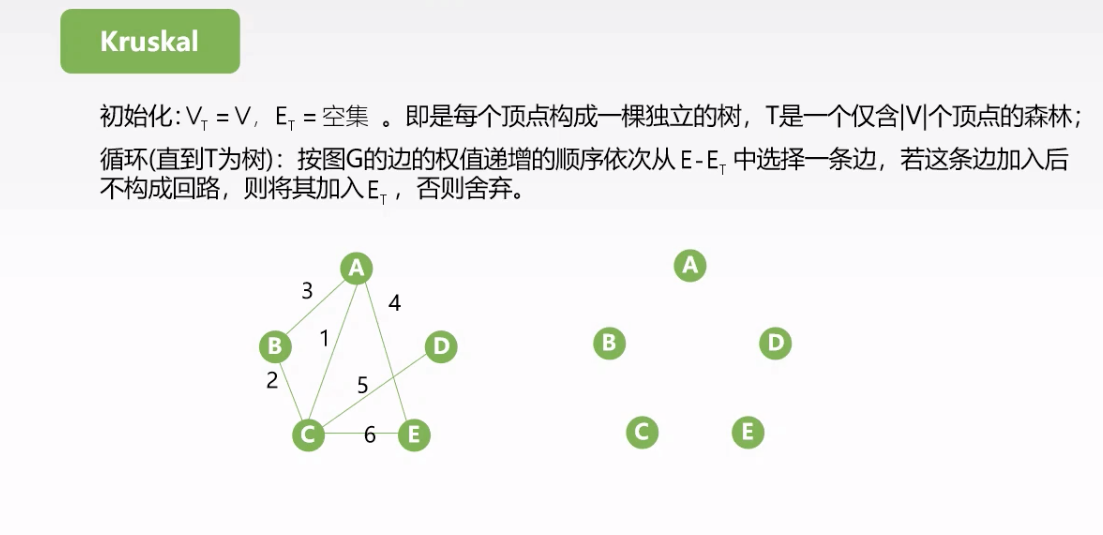 Kruskal
初始化：V_T = V，E_T = 空集 。即是每个顶点构成一棵独立的树，T是一个仅含|V|个顶点的森林；
循环(直到T为树)：按图G的边的权值递增的顺序依次从 E-E_T 中选择一条边，若这条边加入后
不构成回路，则将其加入 E_T ，否则舍弃。
A
3
4
B
1
D
2
5
C
6
E
A
B
D
C
E